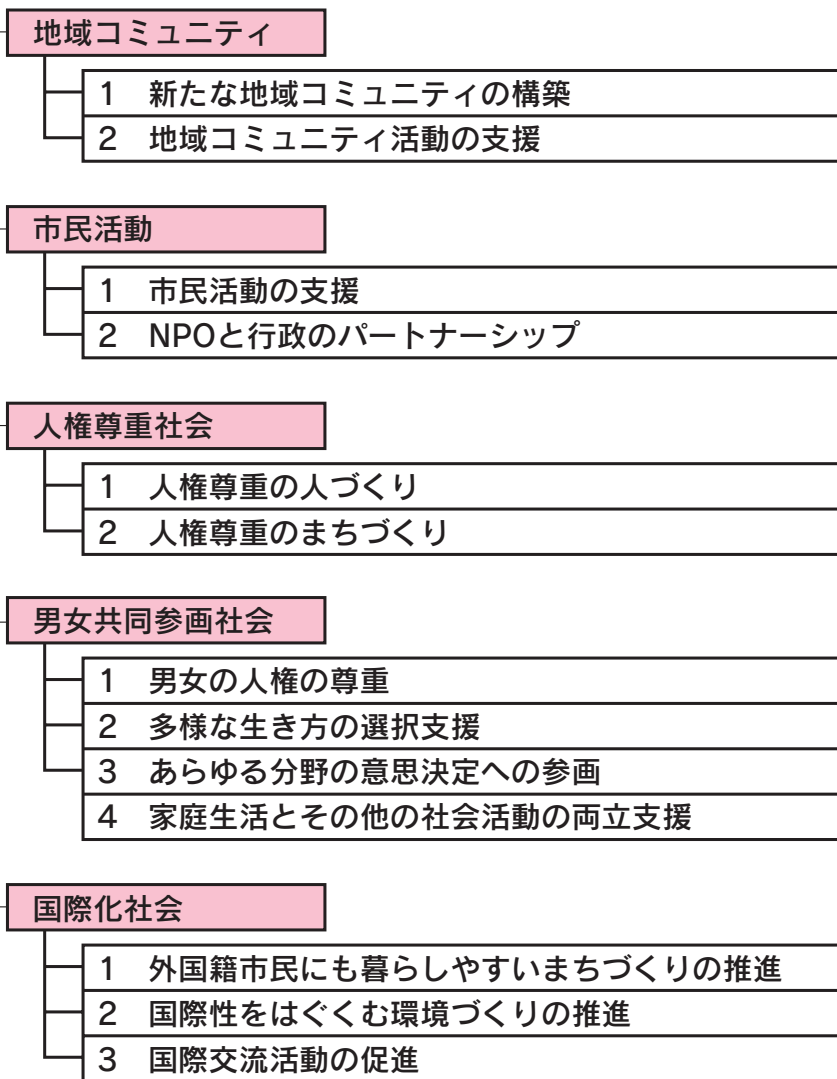 地域コミュニティ
1 新たな地域コミュニティの構築
2 地域コミュニティ活動の支援
市民活動
1 市民活動の支援
2 NPOと行政のパートナーシップ
人権尊重社会
1 人権尊重の人づくり
2 人権尊重のまちづくり
男女共同参画社会
1 男女の人権の尊重
2 多様な生き方の選択支援
3 あらゆる分野の意思決定への参画
4 家庭生活とその他の社会活動の両立支援
国際化社会
1 外国籍市民にも暮らしやすいまちづくりの推進
2 国際性をはぐくむ環境づくりの推進
3 国際交流活動の促進